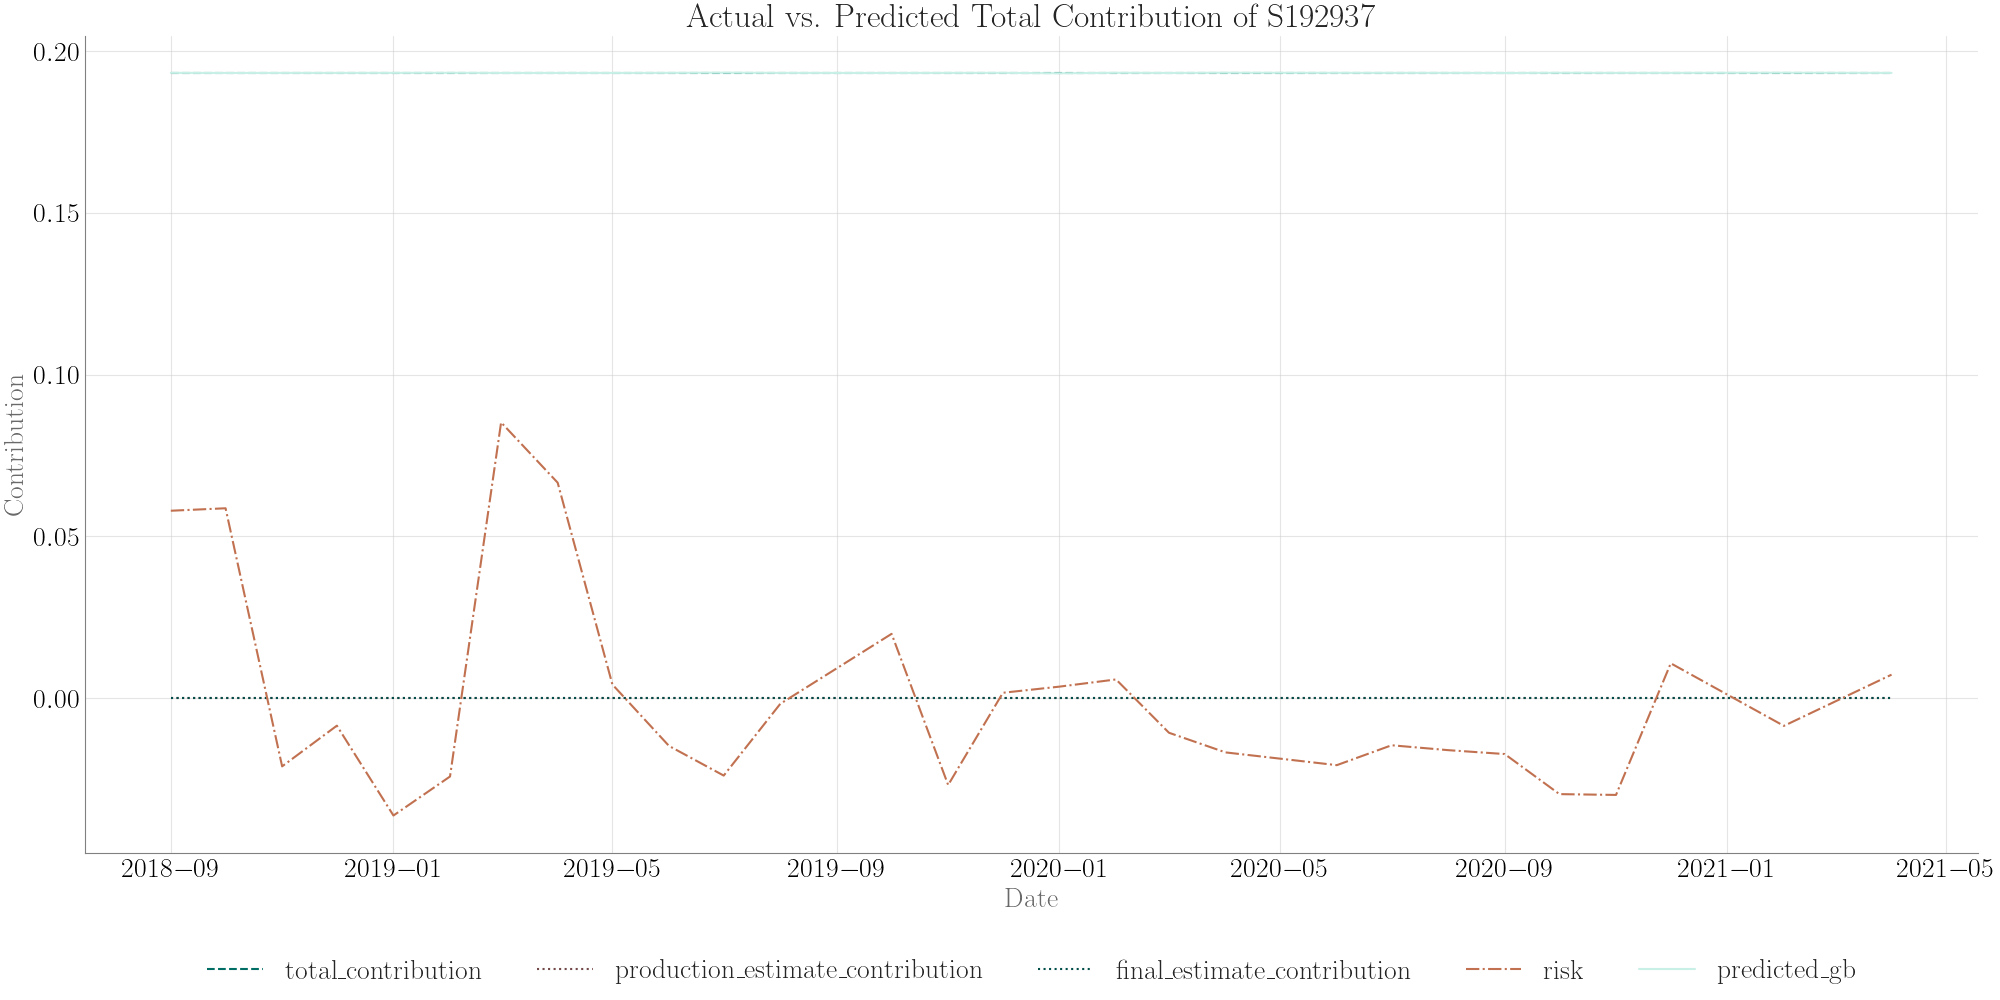 Actual vs. Predicted Total Contribution of S192937
0.20
0.15
0.10
0.05
0.00
Contribution
2018−09 2019−01 2019−05 2019−09 2020−01 2020−05 2020−09 2021−01 2021−05
Date
total_contribution production_estimate_contribution final_estimate_contribution risk predicted_gb